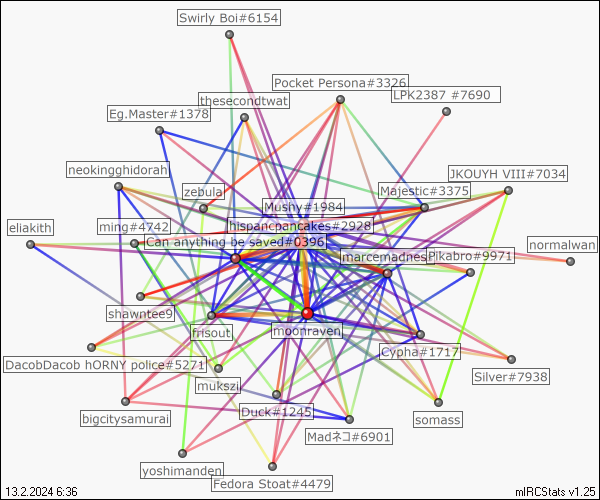 Swirly Boi#6154
Pocket Persona#3326
LPK2387 #7690
thesecondtwat
Eg.Master#1378
neokingghidorah
JKOUYH VIII#7034
zebula
Majestic#3375
Mushy#1984
eliakith
ming#4742
hispancpancakes#2928
Can anything be saved#0396
normalwan
marcemadnes
Pikabro#9971
shawntee9
frisout
moonraven
DacobDacob hORNY police#5271
Cypha#1717
mukszi
Silver#7938
bigcitysamurai
Duck#1245
somass
Madネコ#6901
yoshimanden
Fedora Stoat#4479
13.2.2024 6:36
mIRCStats v1.25